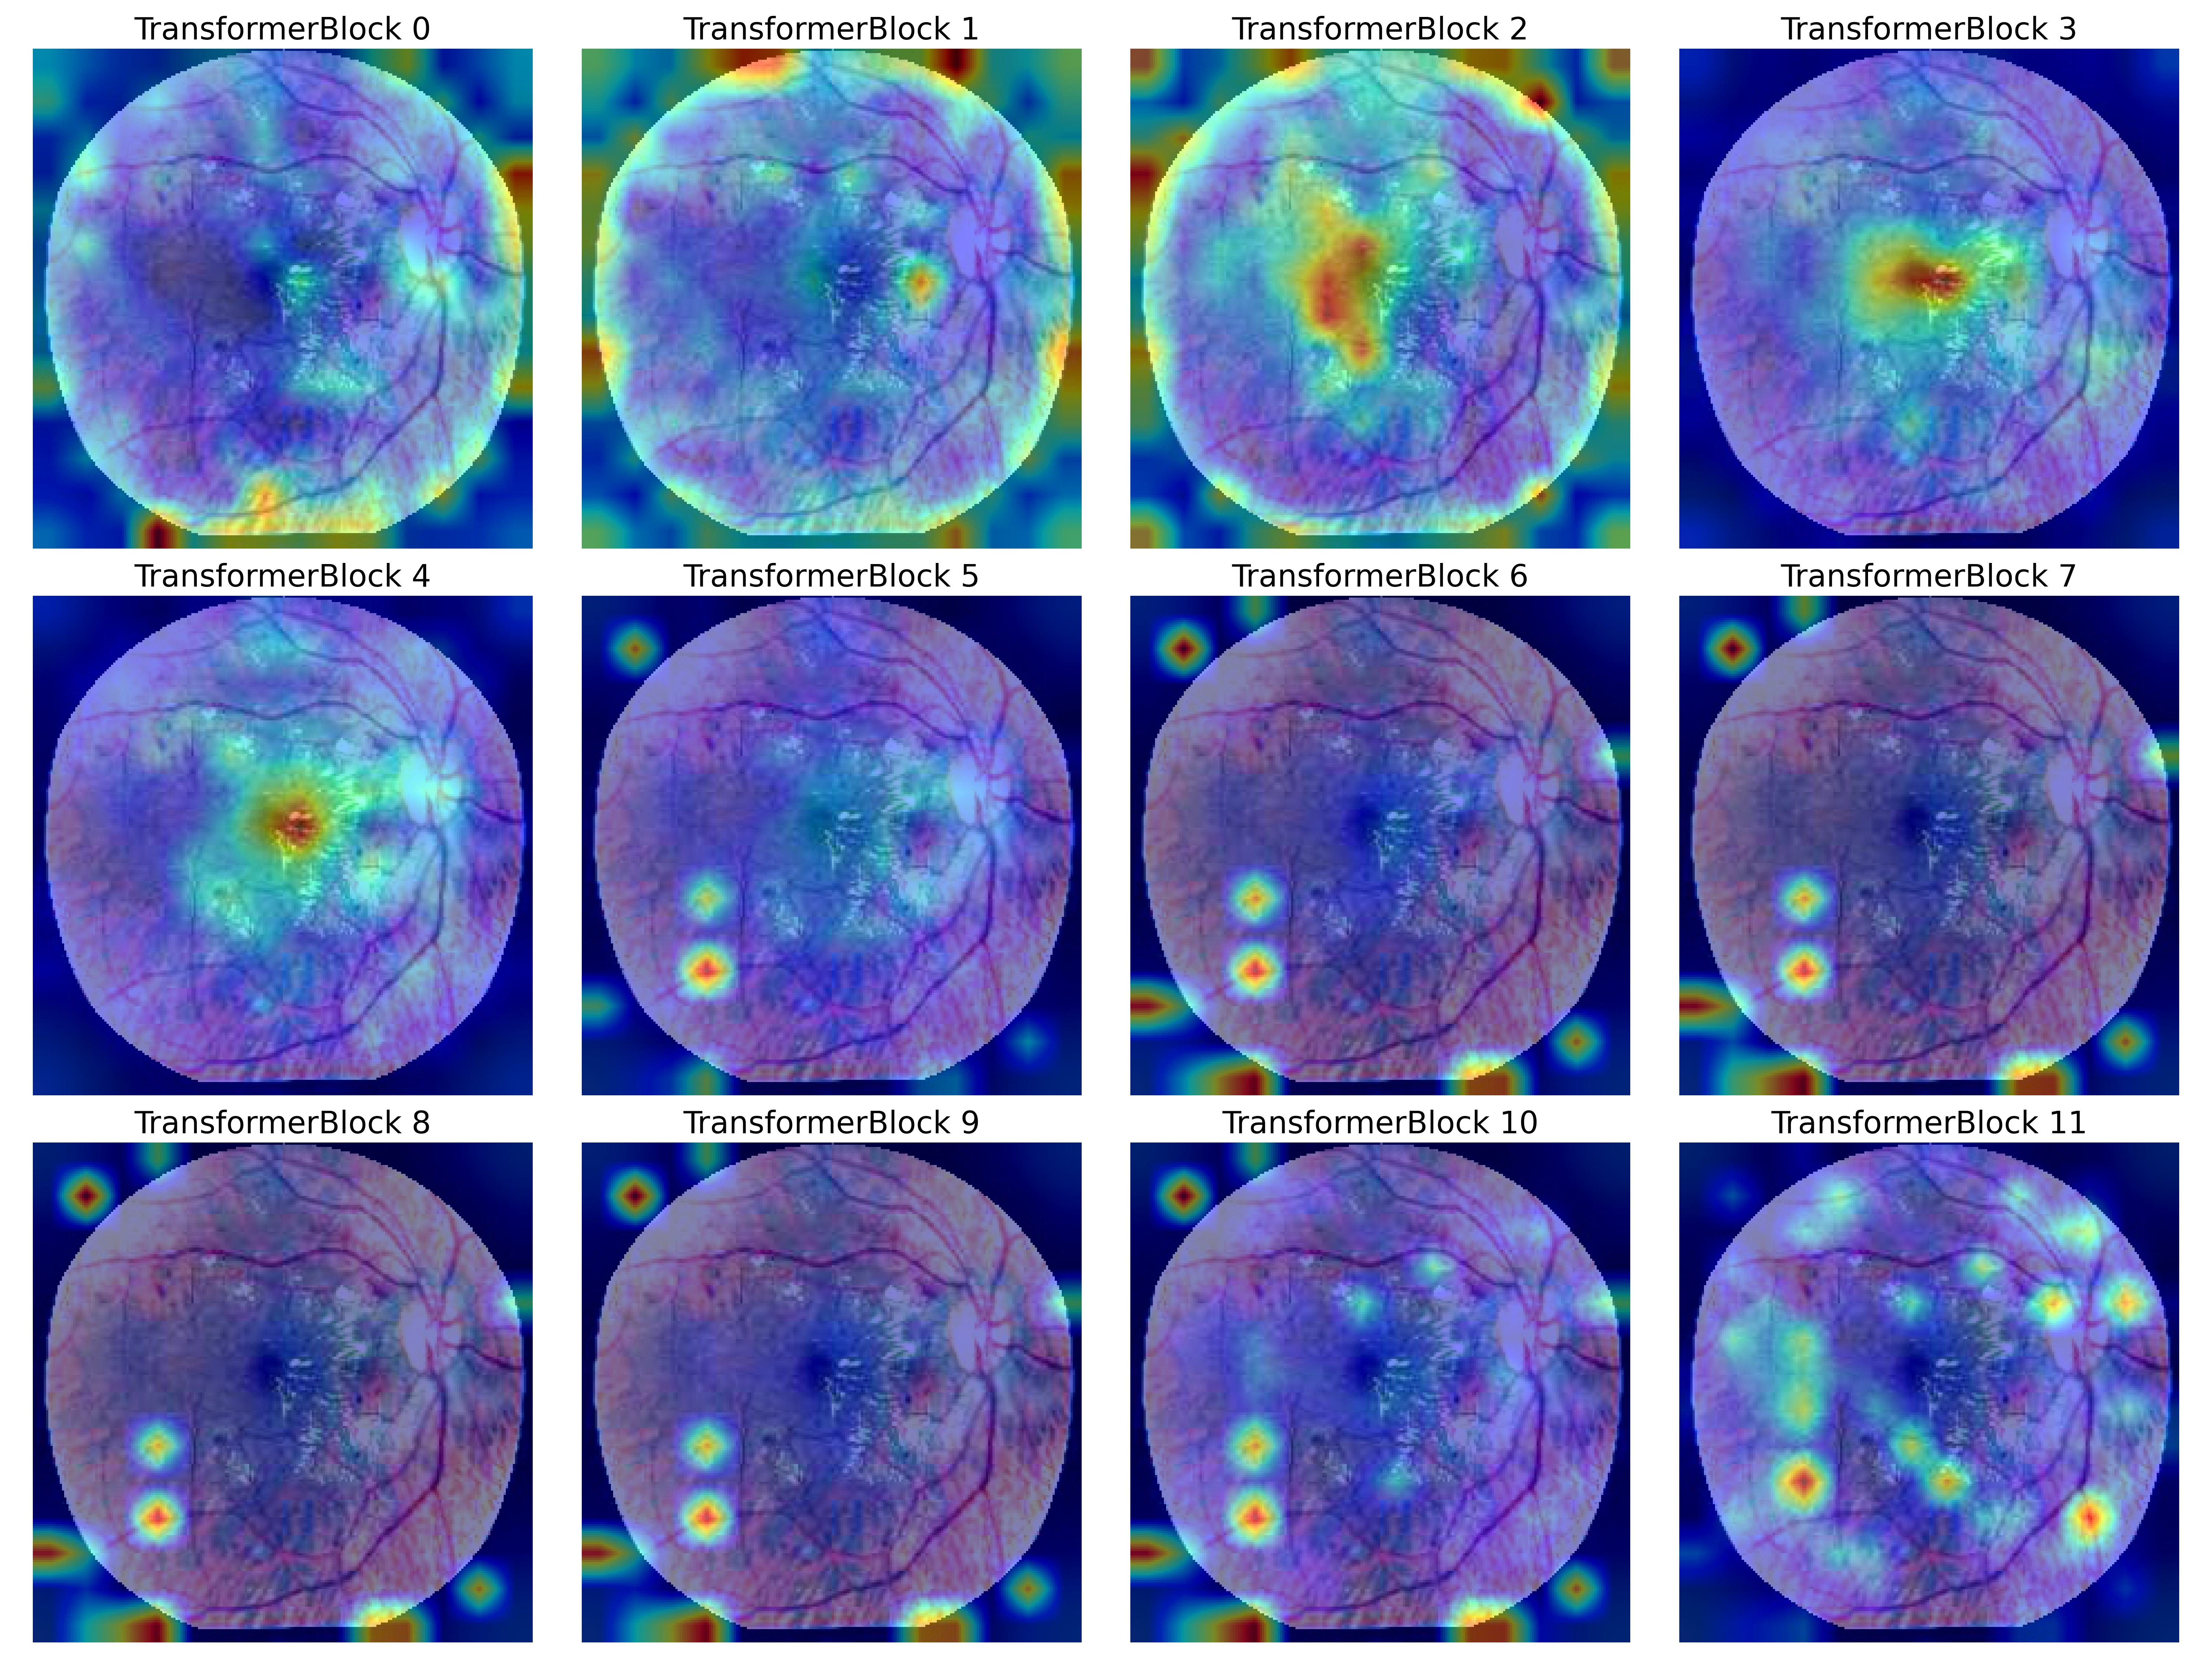 TransformerBlock 0
TransformerBlock 1
TransformerBlock 2
TransformerBlock 3
TransformerBlock 4
TransformerBlock 5
TransformerBlock 6
TransformerBlock 7
TransformerBlock 8
TransformerBlock 9
TransformerBlock 10
TransformerBlock 11